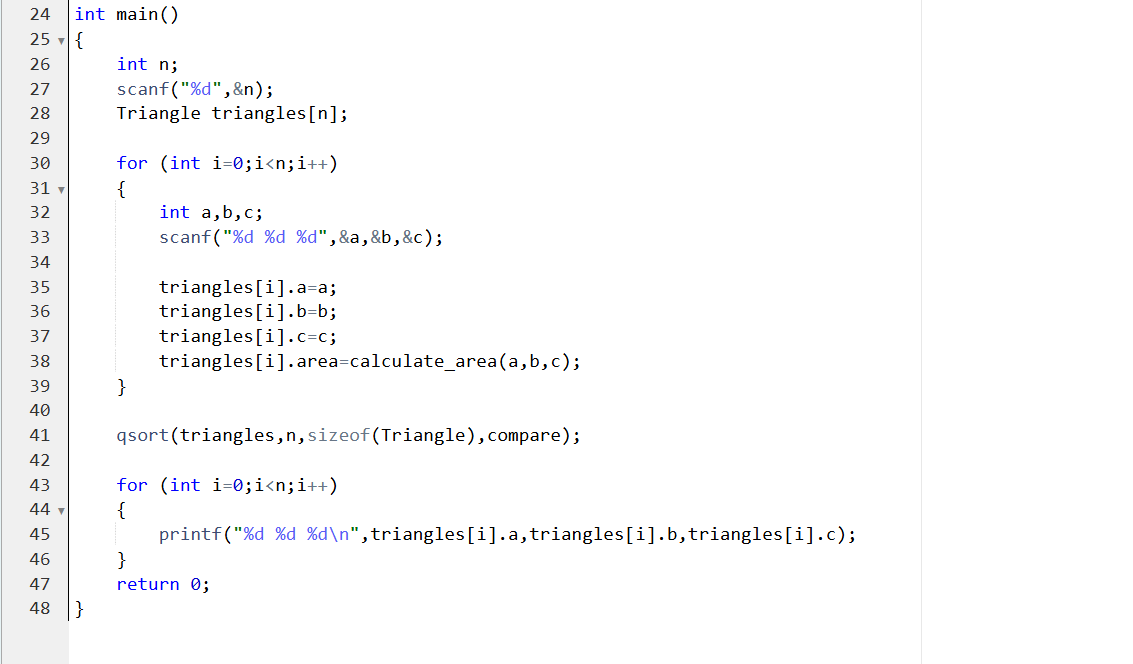 24 int main()
25 {
26     int n;
27     scanf("%d",&n);
28     Triangle triangles[n];
29
30     for (int i=0;i<n;i++)
31     {
32         int a,b,c;
33         scanf("%d %d %d",&a,&b,&c);
34
35         triangles[i].a=a;
36         triangles[i].b=b;
37         triangles[i].c=c;
38         triangles[i].area=calculate_area(a,b,c);
39     }
40
41     qsort(triangles,n,sizeof(Triangle),compare);
42
43     for (int i=0;i<n;i++)
44     {
45         printf("%d %d %d\n",triangles[i].a,triangles[i].b,triangles[i].c);
46     }
47     return 0;
48 }